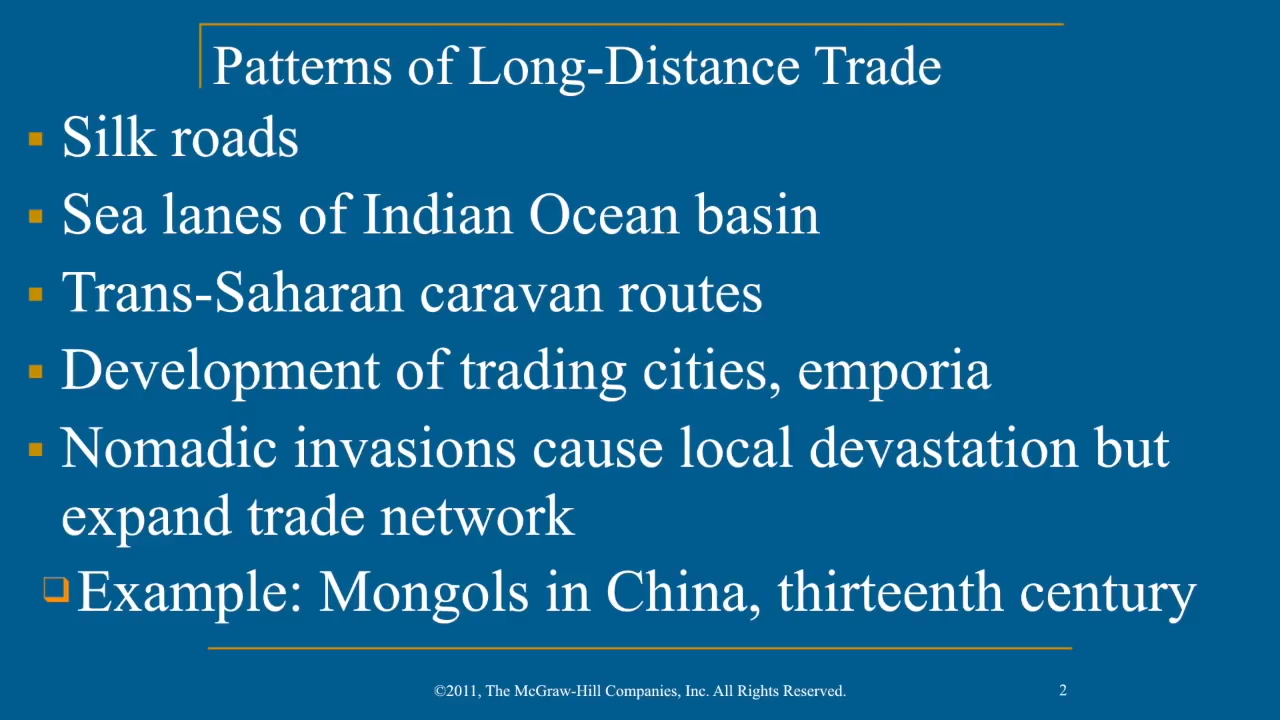 Patterns of Long-Distance Trade
Silk roads
Sea lanes of Indian Ocean basin
Trans-Saharan caravan routes
Development of trading cities, emporia
Nomadic invasions cause local devastation but
expand trade network
Example: Mongols in China, thirteenth century
©2011, The McGraw-Hill Companies, Inc. All Rights Reserved.
2